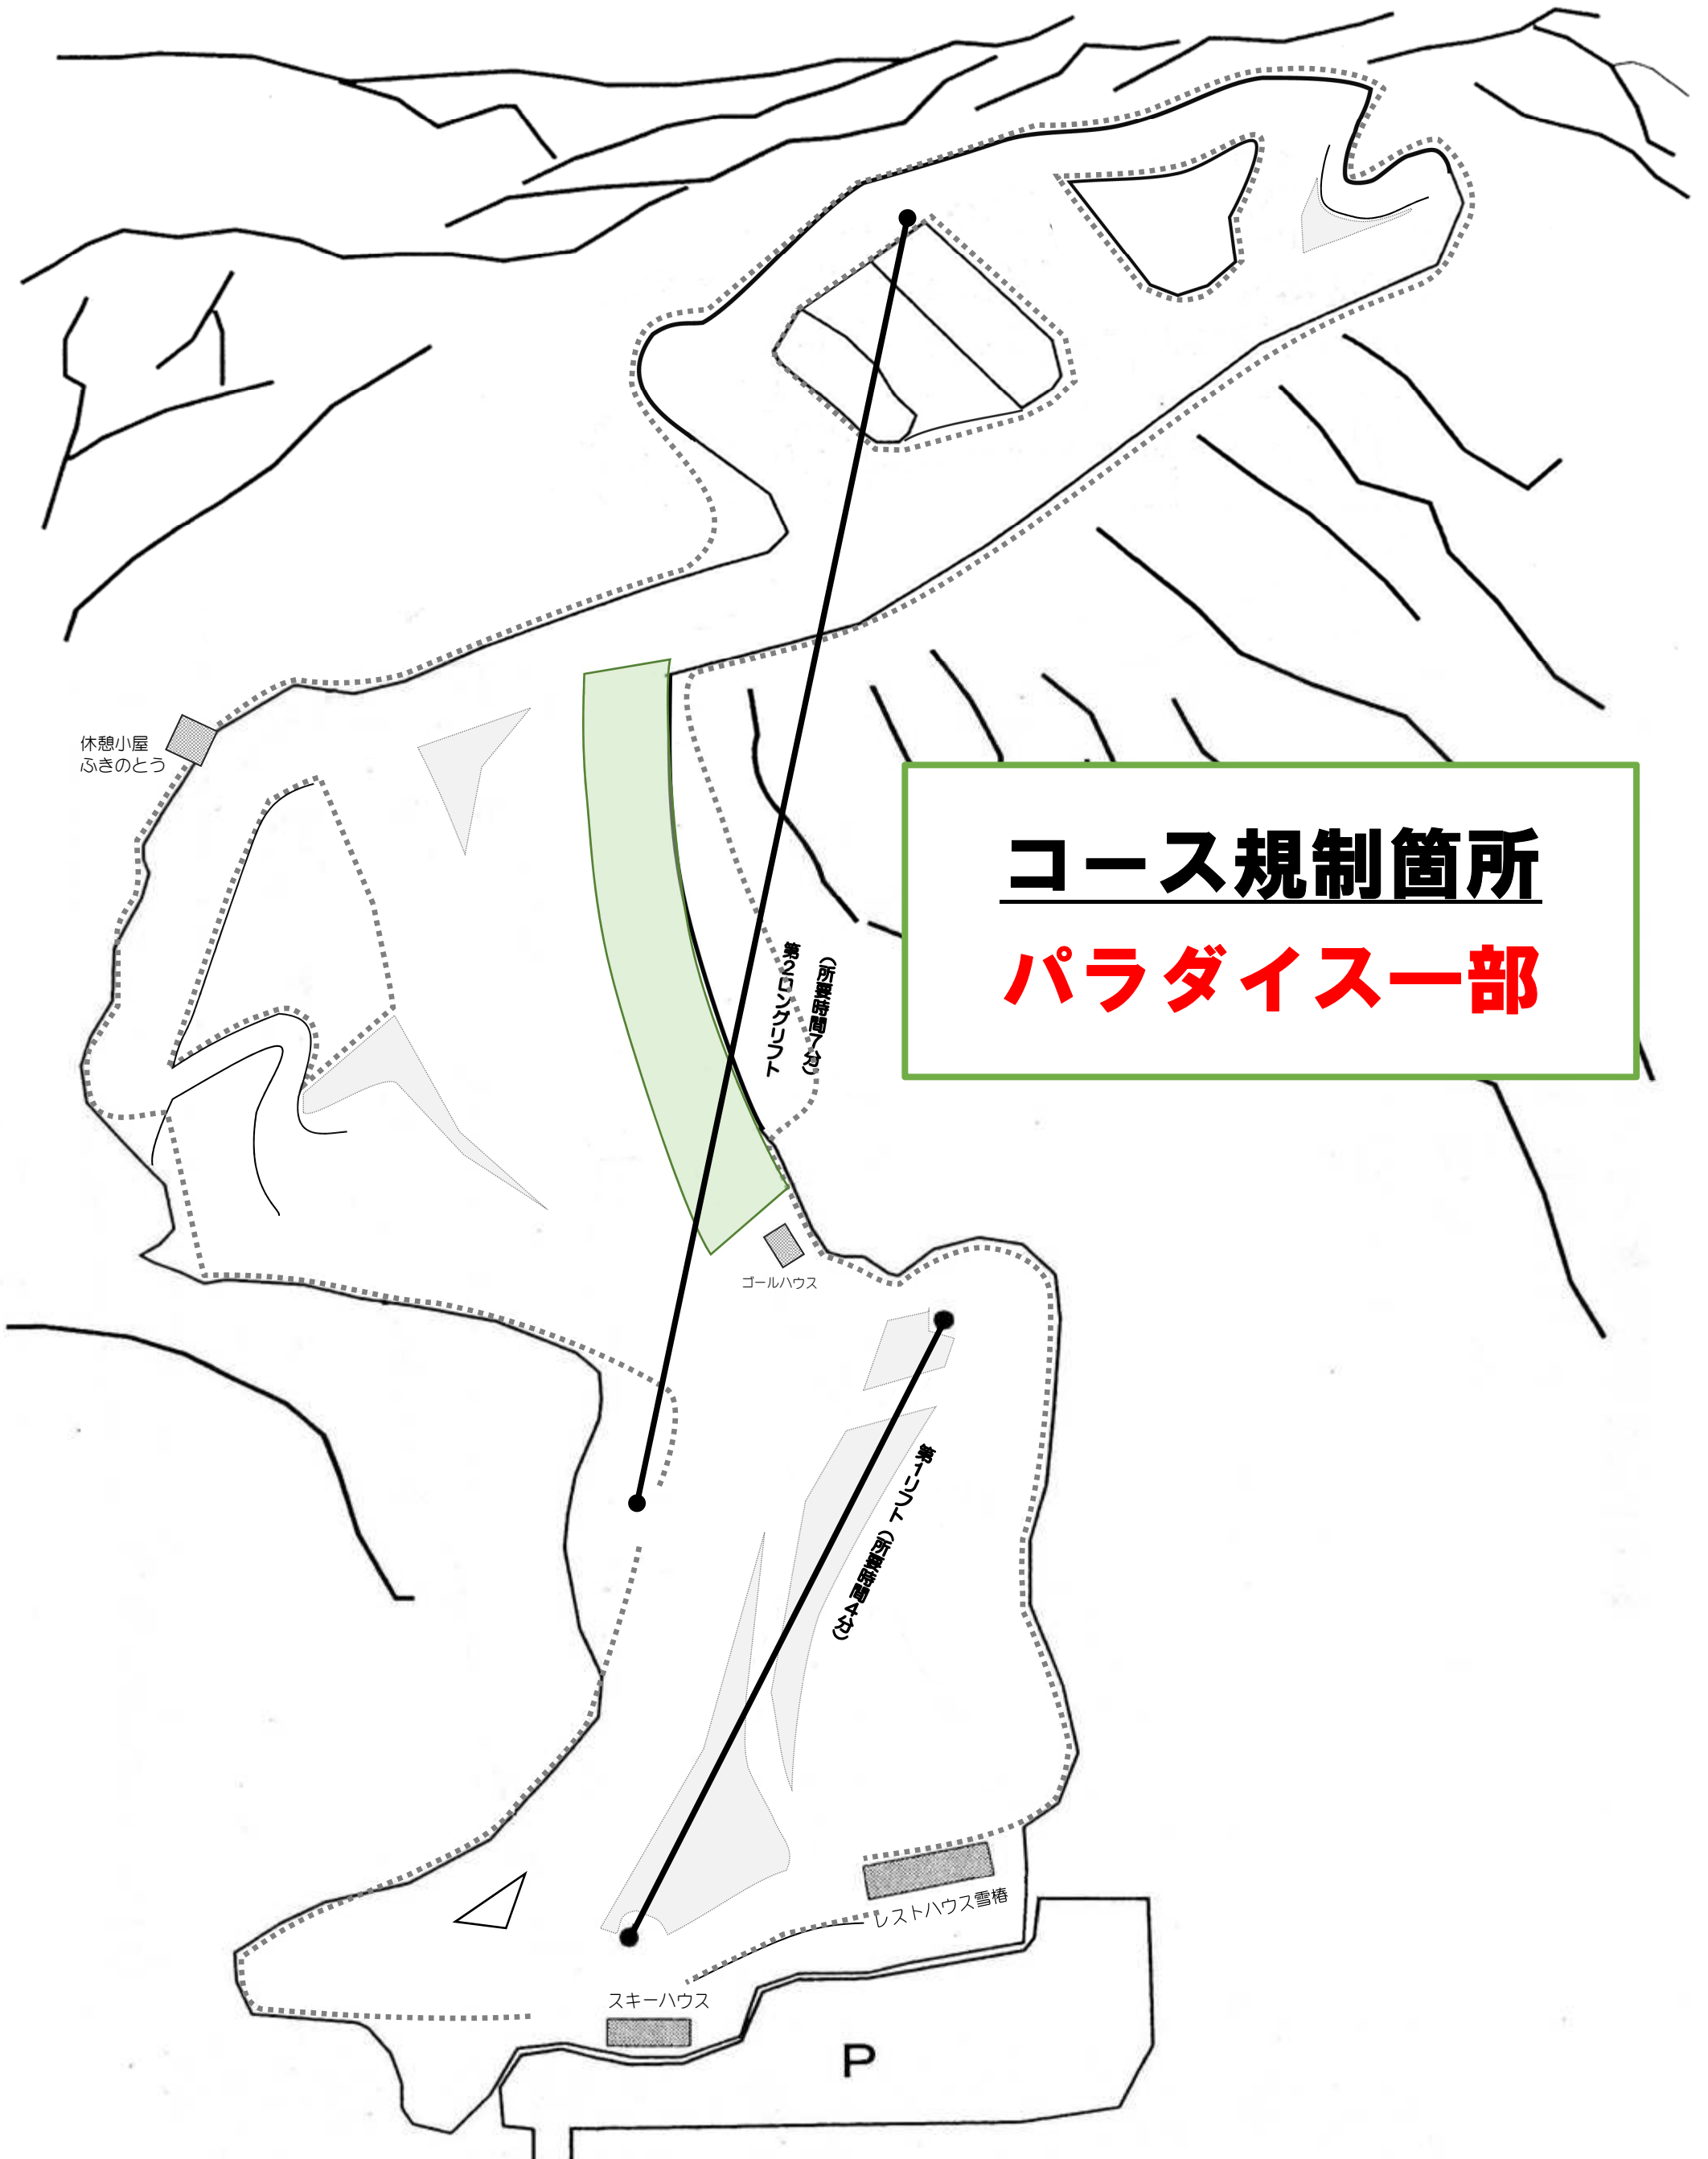 休憩小屋
ふきのとう
コース規制箇所
パラダイス一部
第2ロングリフト
(所要時間7分)
ゴールハウス
第1リフト(所要時間4分)
レストハウス雪椿
スキーハウス
P